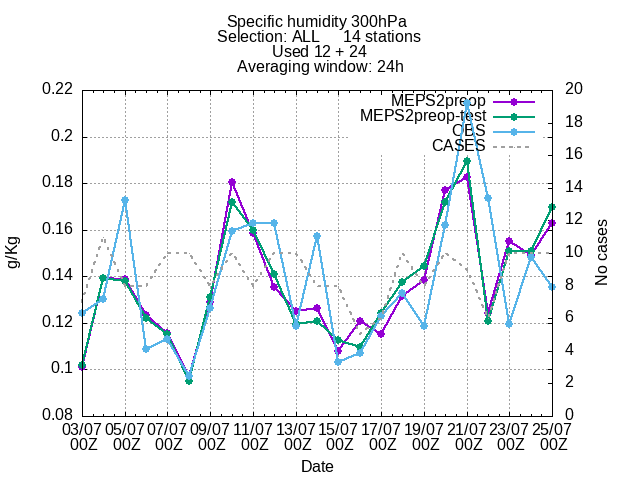 Specific humidity 300hPa
Selection: ALL 14 stations
Used 12 + 24
Averaging window: 24h
g/Kg
0.22
0.2
0.18
0.16
0.14
0.12
0.1
0.08
MEPS2preop
MEPS2preop-test
OBS
CASES
20
18
16
14
12
10
8
6
4
2
0
No cases
03/07 05/07 07/07 09/07 11/07 13/07 15/07 17/07 19/07 21/07 23/07 25/07
00Z 00Z 00Z 00Z 00Z 00Z 00Z 00Z 00Z 00Z 00Z 00Z
Date